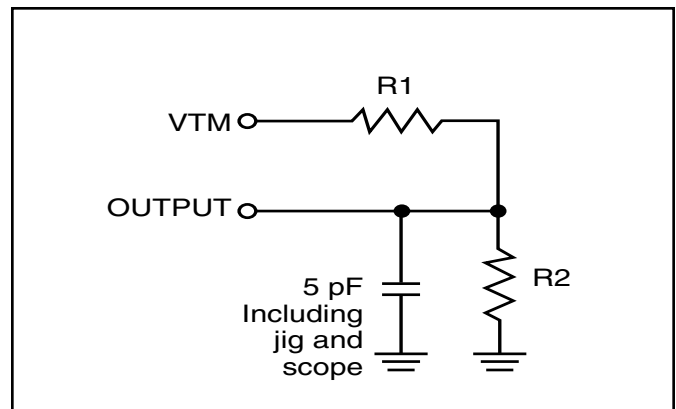 R1
VTM
OUTPUT
R2
5 pF
Including
jig and
scope